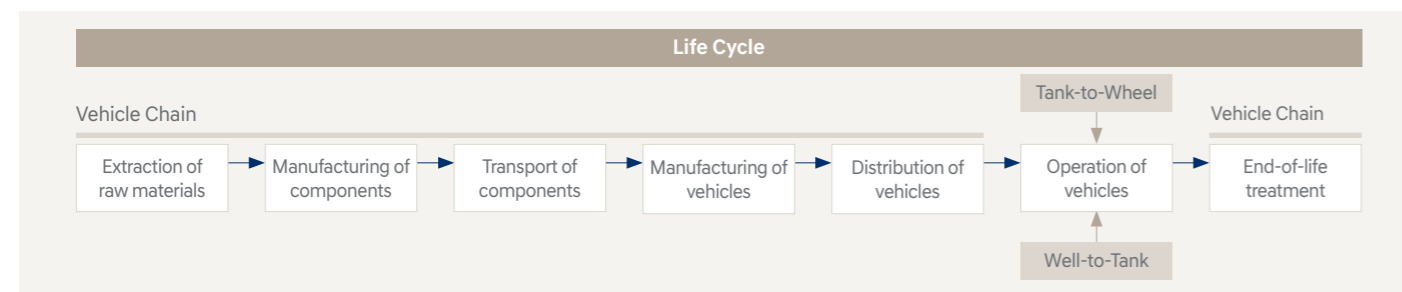 Life Cycle
Tank-to-Wheel
Vehicle Chain
Vehicle Chain
Extraction of
raw materials
Manufacturing of
components
Transport of
components
Manufacturing of
vehicles
Distribution of
vehicles
Operation of
vehicles
End-of-life
treatment
Well-to-Tank